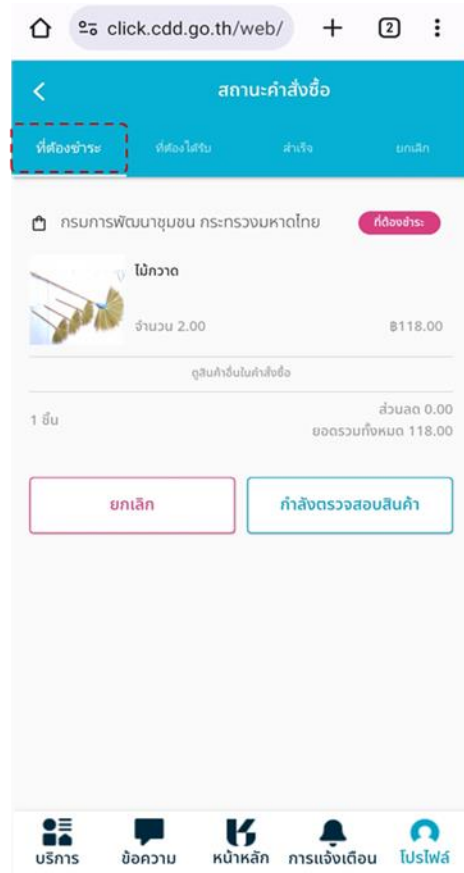 click.cdd.go.th/web/
2
สถานะคำสั่งซื้อ
ที่ต้องชำระ ที่ต้องได้รับ สำเร็จ ยกเลิก
กรมการพัฒนาชุมชน กระทรวงมหาดไทย ที่ต้องชำระ
ไม้กวาด
จำนวน 2.00 ฿118.00
ดูสินค้าอื่นในคำสั่งซื้อ
ส่วนลด 0.00
1 ชิ้น
ยอดรวมทั้งหมด 118.00
ยกเลิก กำลังตรวจสอบสินค้า
บริการ ข้อความ หน้าหลัก การแจ้งเตือน โปรไฟล์